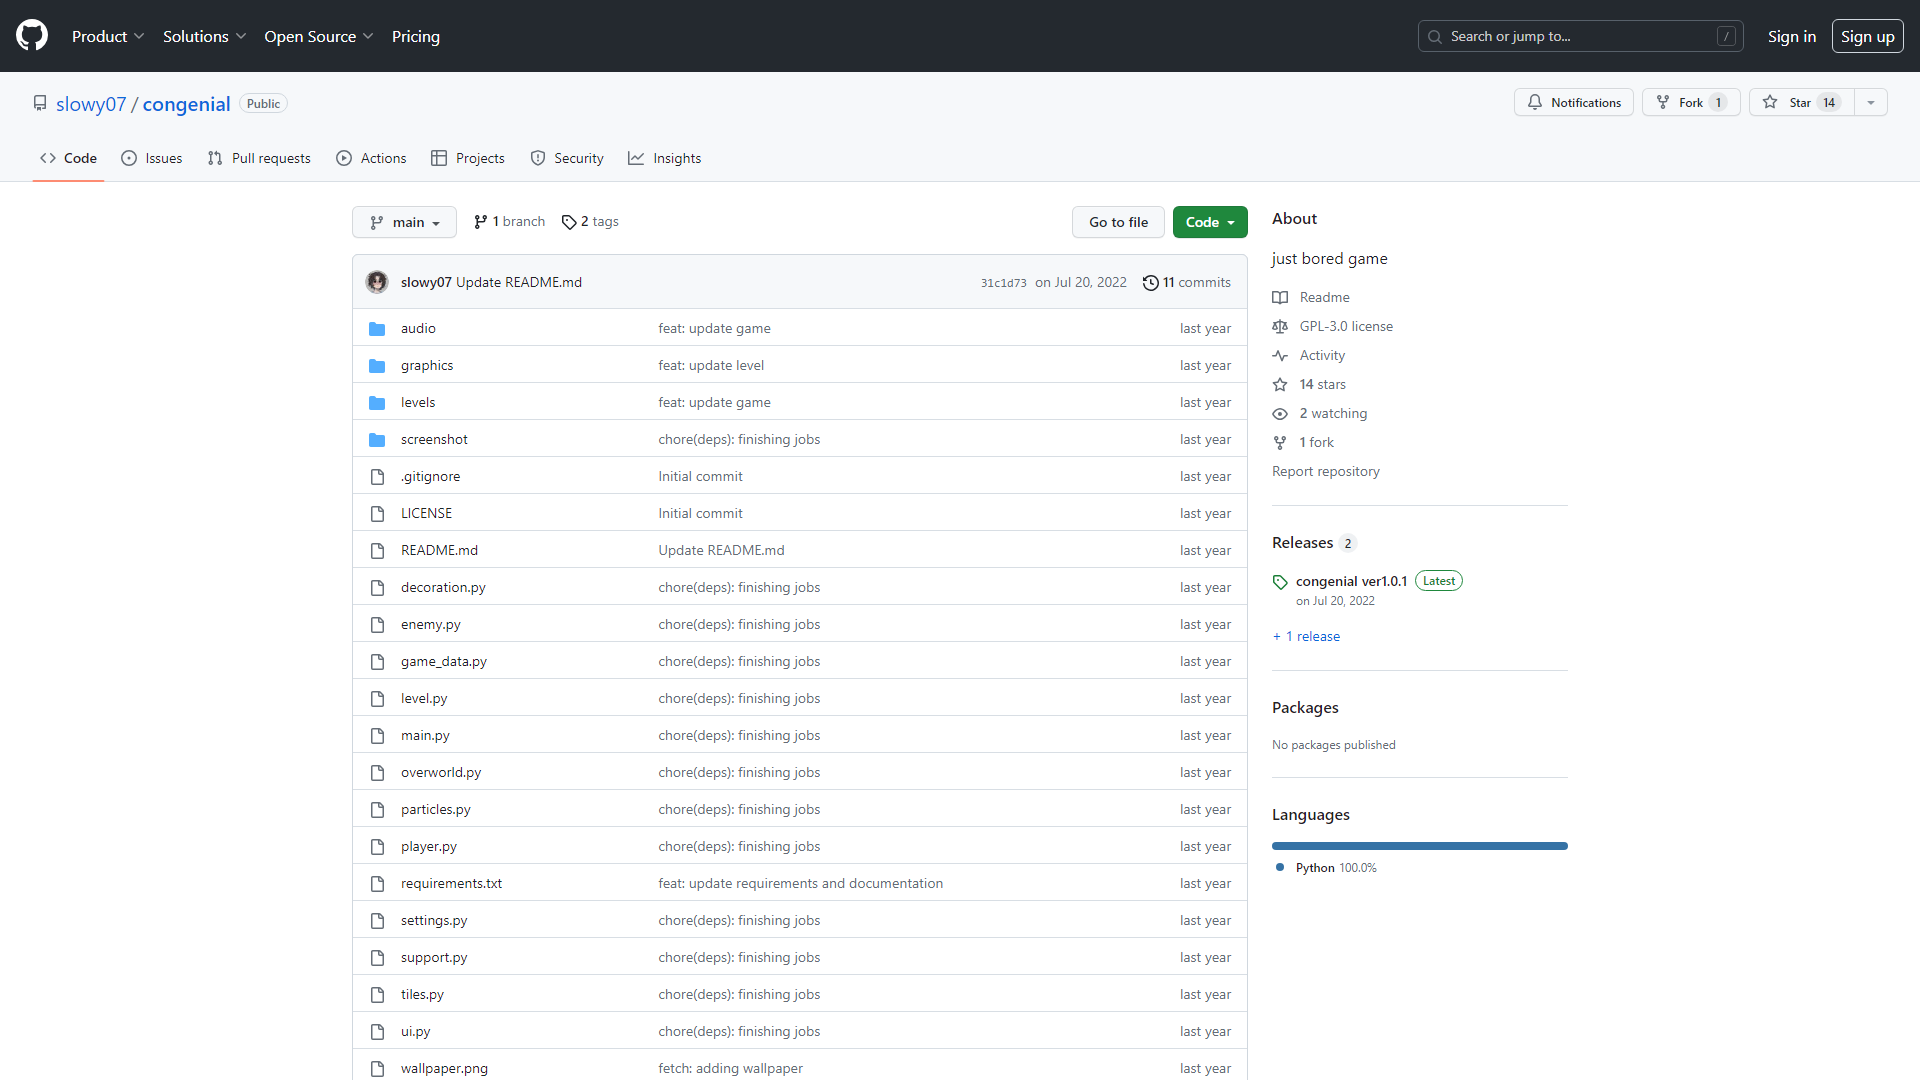 Product Solutions Open Source Pricing Search or jump to... / Sign in Sign up
slowy07 / congenial Public Notifications Fork 1 Star 14
Code Issues Pull requests Actions Projects Security Insights
main 1 branch 2 tags Go to file Code
slowy07 Update README.md 31c1d73 on Jul 20, 2022 11 commits
audio feat: update game last year
graphics feat: update level last year
levels feat: update game last year
screenshot chore(deps): finishing jobs last year
.gitignore Initial commit last year
LICENSE Initial commit last year
README.md Update README.md last year
decoration.py chore(deps): finishing jobs last year
enemy.py chore(deps): finishing jobs last year
game_data.py chore(deps): finishing jobs last year
level.py chore(deps): finishing jobs last year
main.py chore(deps): finishing jobs last year
overworld.py chore(deps): finishing jobs last year
particles.py chore(deps): finishing jobs last year
player.py chore(deps): finishing jobs last year
requirements.txt feat: update requirements and documentation last year
settings.py chore(deps): finishing jobs last year
support.py chore(deps): finishing jobs last year
tiles.py chore(deps): finishing jobs last year
ui.py chore(deps): finishing jobs last year
wallpaper.png fetch: adding wallpaper last year
About
just bored game
Readme
GPL-3.0 license
Activity
14 stars
2 watching
1 fork
Report repository
Releases 2
congenial ver1.0.1 Latest
on Jul 20, 2022
+ 1 release
Packages
No packages published
Languages
Python 100.0%